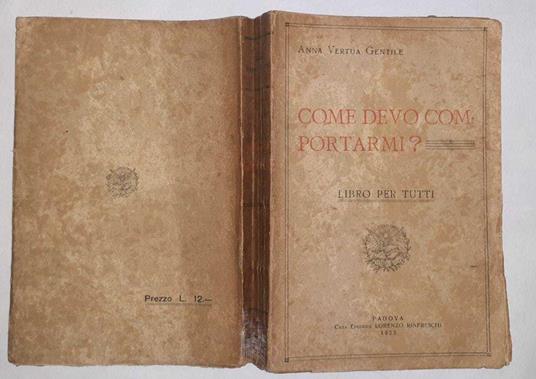 ANNA VERTUA GENTILE
COME DEVO COM-
PORTARMI?
LIBRO PER TUTTI
PADOVA
CASA EDITRICE LORENZO RINFRESCHI
Prezzo L. 12.—